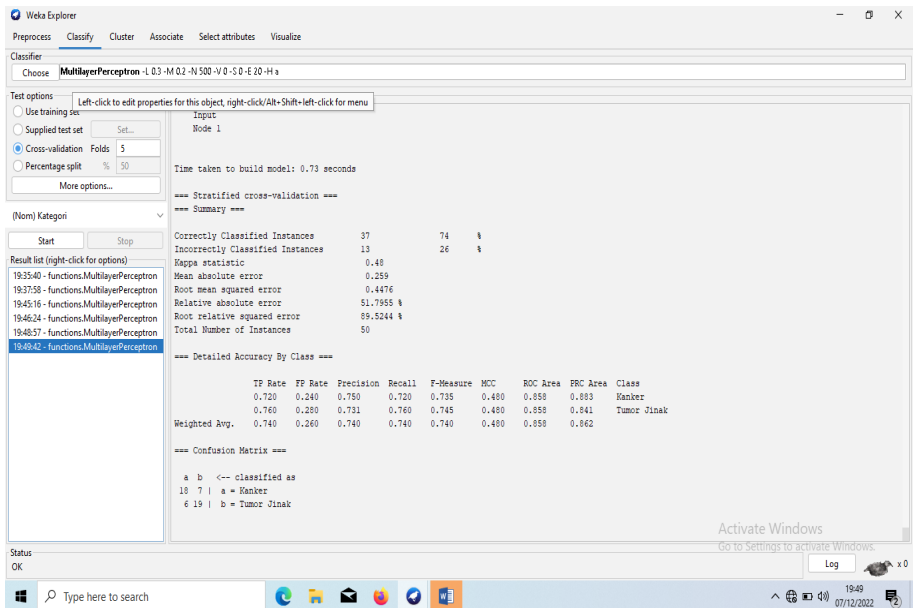 Weka Explorer
Preprocess Classify Cluster Associate Select attributes Visualize
Classifier
Choose MultilayerPerceptron -L 0.3 -M 0.2 -N 500 -V 0 -S 0 -E 20 -H a
Test options
Left-click to edit properties for this object, right-click/Alt+Shift+left-click for menu
Use training set
Supplied test set Set...
Cross-validation Folds 5
Percentage split % 50
More options...
(Nom) Kategori
Start Stop
Result list (right-click for options)
19:35:40 - functions.MultilayerPerceptron
19:37:58 - functions.MultilayerPerceptron
19:45:16 - functions.MultilayerPerceptron
19:46:24 - functions.MultilayerPerceptron
19:48:57 - functions.MultilayerPerceptron
19:49:42 - functions.MultilayerPerceptron
Input
Node 1
Time taken to build model: 0.73 seconds
=== Stratified cross-validation ===
=== Summary ===
Correctly Classified Instances 37 74 %
Incorrectly Classified Instances 13 26 %
Kappa statistic 0.48
Mean absolute error 0.259
Root mean squared error 0.4476
Relative absolute error 51.7955 %
Root relative squared error 89.5244 %
Total Number of Instances 50
=== Detailed Accuracy By Class ===
TP Rate FP Rate Precision Recall F-Measure MCC ROC Area PRC Area Class
0.720 0.240 0.750 0.720 0.735 0.480 0.858 0.883 Kanker
0.760 0.280 0.731 0.760 0.745 0.480 0.858 0.841 Tumor Jinak
Weighted Avg. 0.740 0.260 0.740 0.740 0.740 0.480 0.858 0.862
=== Confusion Matrix ===
a b <-- classified as
18 7 | a = Kanker
6 19 | b = Tumor Jinak
Activate Windows
Go to Settings to activate Windows.
Status
OK
Log x 0
Type here to search
19:49
07/12/2022
2